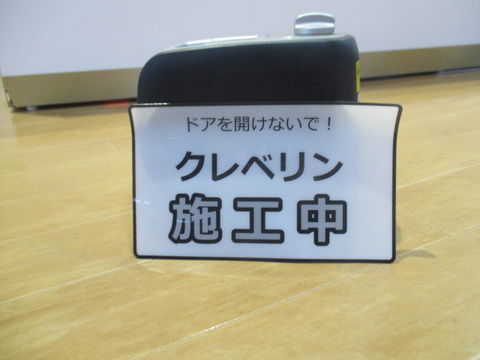 ドアを開けないで！
クレベリン
施工中